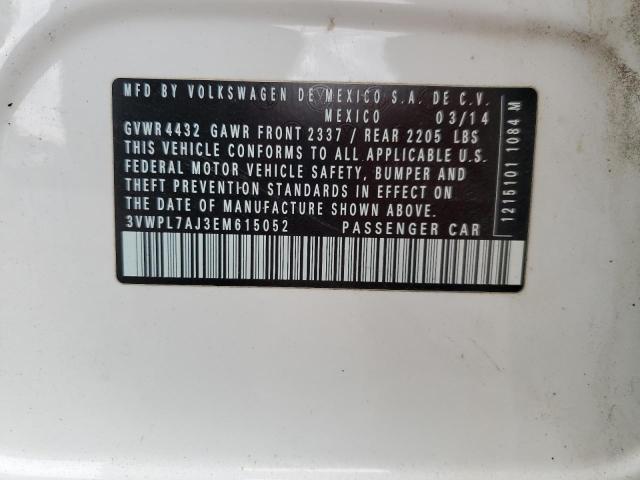 MFD BY VOLKSWAGEN DE MEXICO S.A. DE C.V.
MEXICO 03/14
GVWR 4432 GAWR FRONT 2337 / REAR 2205 LBS
THIS VEHICLE CONFORMS TO ALL APPLICABLE U.S.
FEDERAL MOTOR VEHICLE SAFETY, BUMPER AND
THEFT PREVENTION STANDARDS IN EFFECT ON
THE DATE OF MANUFACTURE SHOWN ABOVE.
3VWPL7AJ3EM615052 PASSENGER CAR
1215101 1084 M